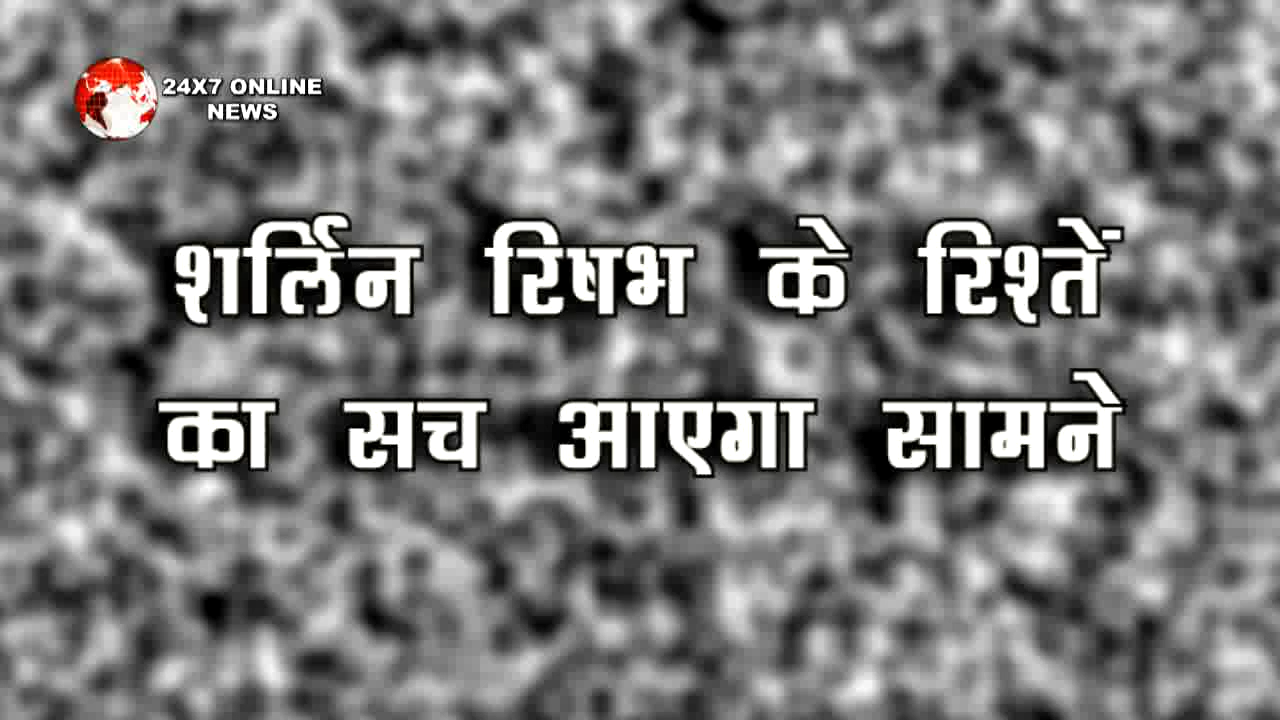 24X7 ONLINE
NEWS
शर्लिन रिषभ के रिश्तें
का सच आएगा सामने